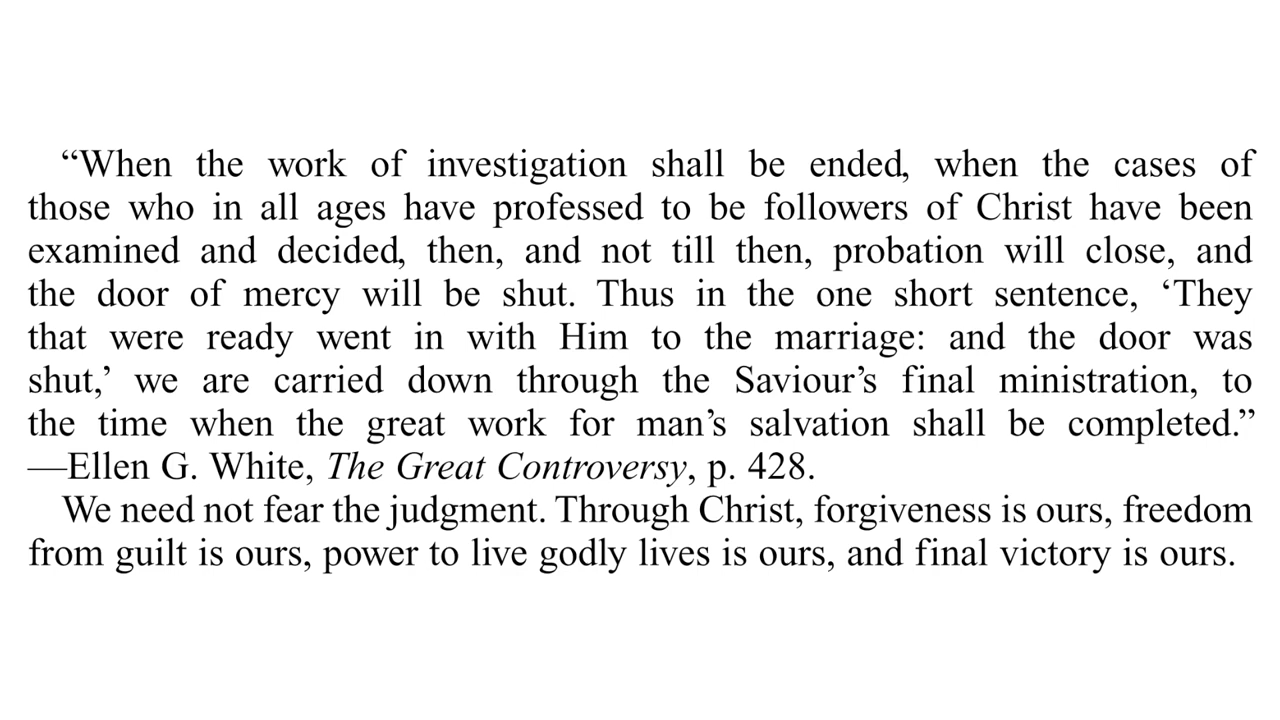 “When the work of investigation shall be ended, when the cases of
those who in all ages have professed to be followers of Christ have been
examined and decided, then, and not till then, probation will close, and
the door of mercy will be shut. Thus in the one short sentence, ‘They
that were ready went in with Him to the marriage: and the door was
shut,’ we are carried down through the Saviour’s final ministration, to
the time when the great work for man’s salvation shall be completed.”
—Ellen G. White, The Great Controversy, p. 428.
We need not fear the judgment. Through Christ, forgiveness is ours, freedom
from guilt is ours, power to live godly lives is ours, and final victory is ours.